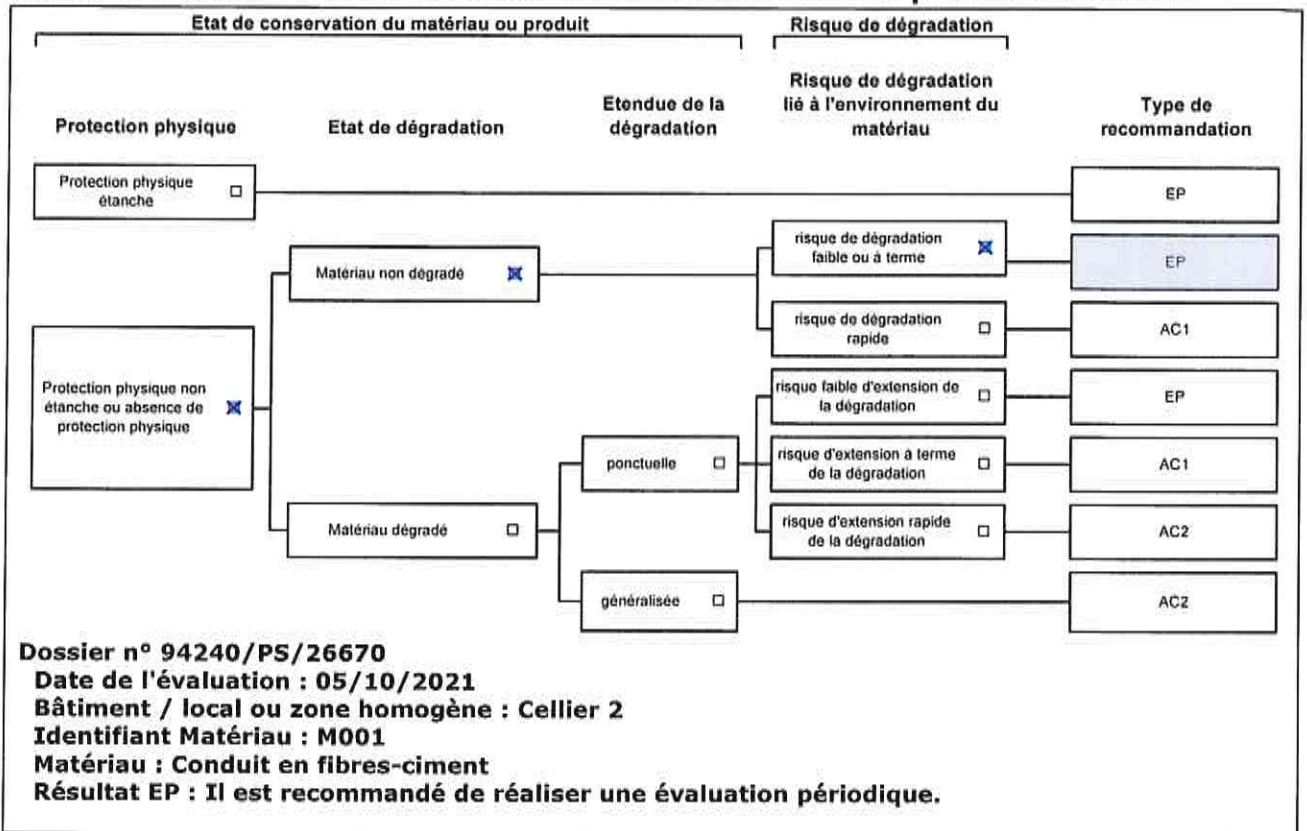 Etat de conservation du matériau ou produit
Risque de dégradation
Protection physique
Etat de dégradation
Etendue de la
dégradation
Risque de dégradation
lié à l'environnement du
matériau
Type de
recommandation
Protection physique
étanche
EP
Matériau non dégradé
risque de dégradation
faible ou à terme
EP
risque de dégradation
rapide
AC1
Protection physique non
étanche ou absence de
protection physique
risque faible d'extension de
la dégradation
EP
ponctuelle
risque d'extension à terme
de la dégradation
AC1
Matériau dégradé
risque d'extension rapide
de la dégradation
AC2
généralisée
AC2
Dossier n° 94240/PS/26670
Date de l'évaluation : 05/10/2021
Bâtiment / local ou zone homogène : Cellier 2
Identifiant Matériau : M001
Matériau : Conduit en fibres-ciment
Résultat EP : Il est recommandé de réaliser une évaluation périodique.